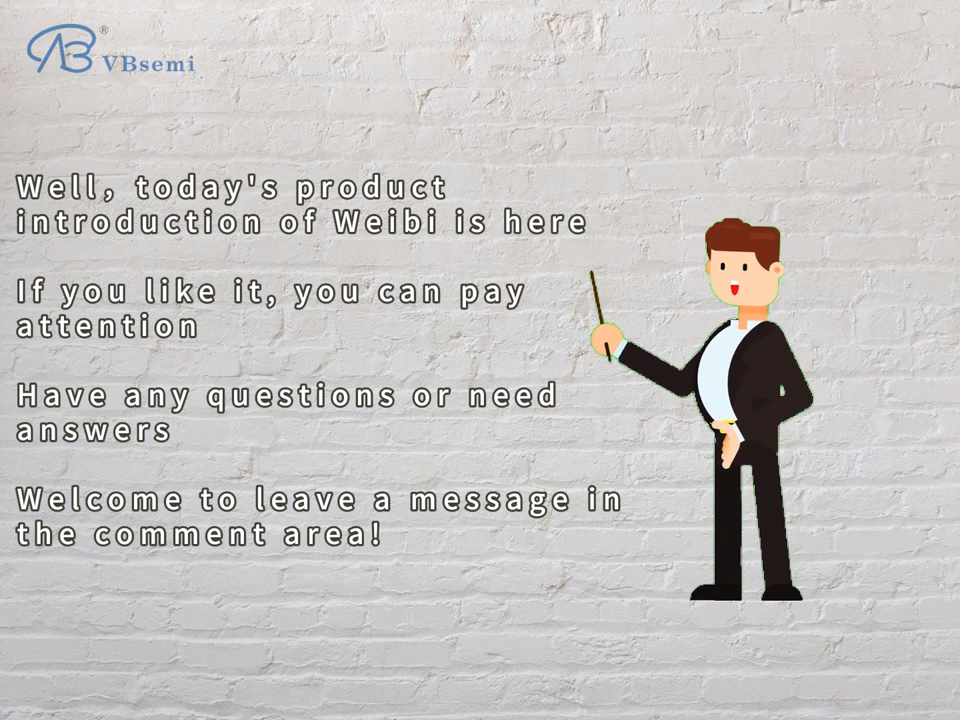 VBsemi
®
Well, today's product
introduction of Weibi is here
If you like it, you can pay
attention
Have any questions or need
answers
Welcome to leave a message in
the comment area!